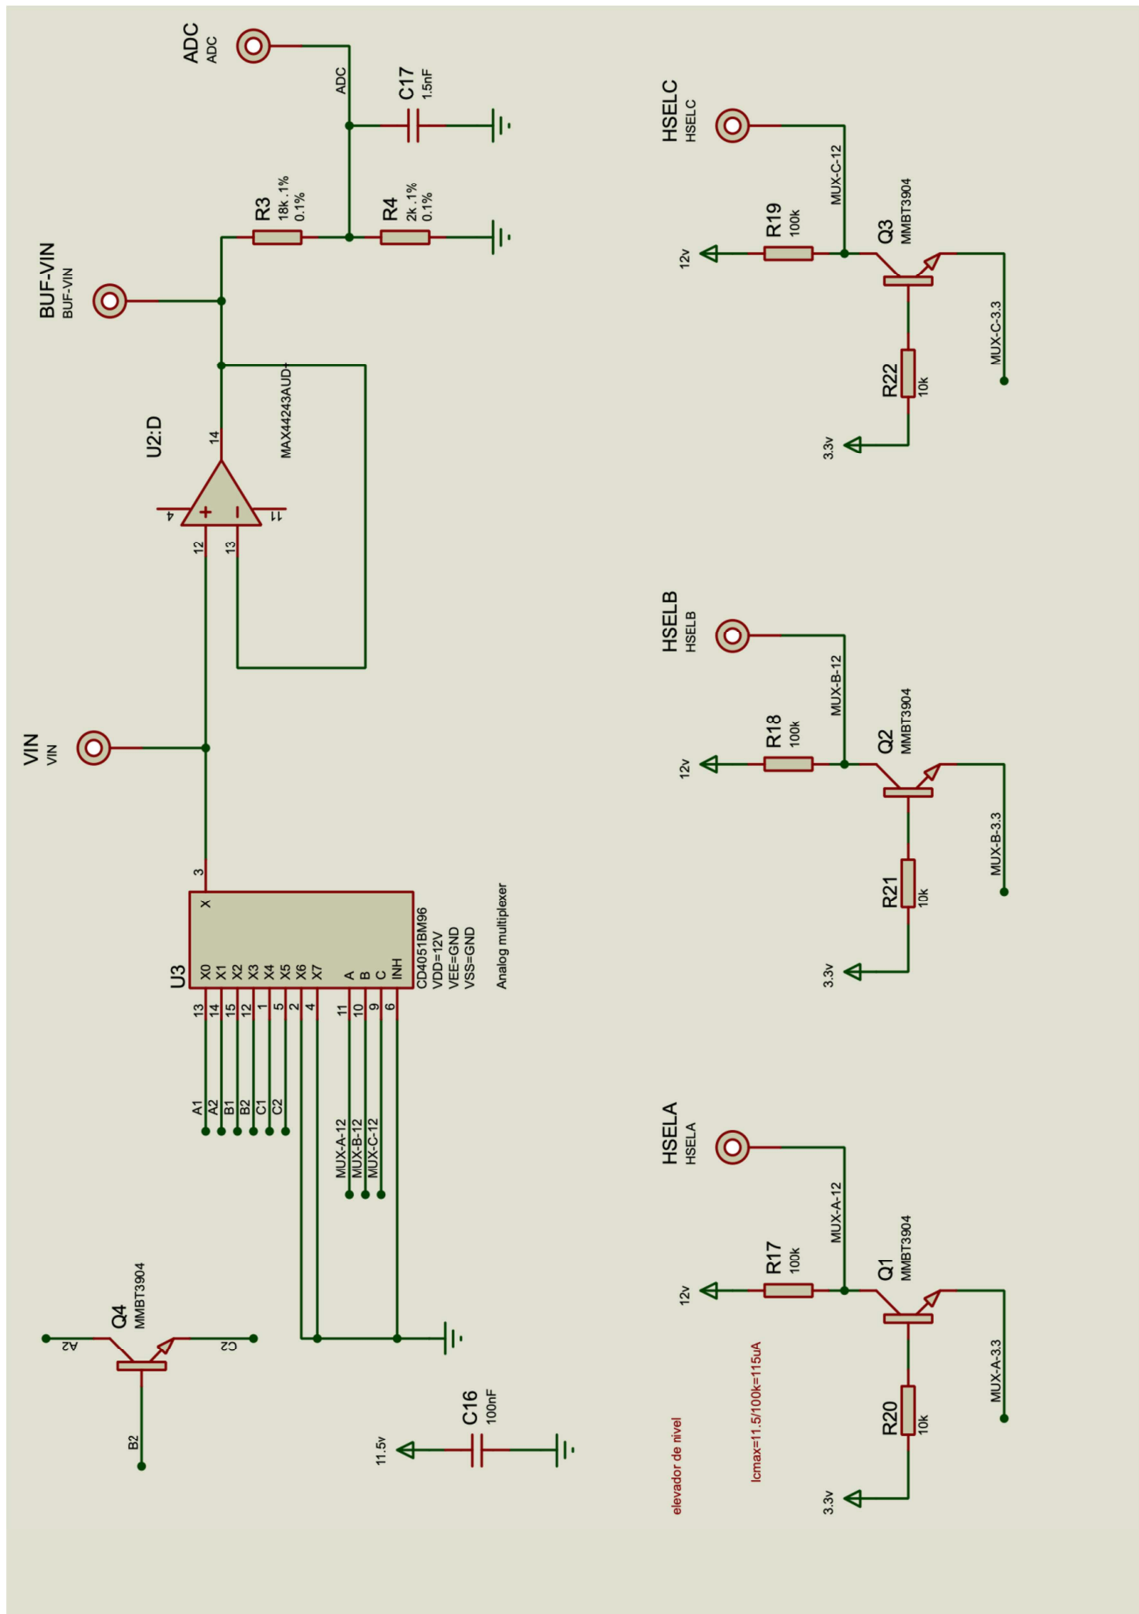 ADC
ADC
ADC
C17
1.5nF
R3
18k .1%
0.1%
R4
2k .1%
0.1%
BUF-VIN
BUF-VIN
U2:D
MAX44243AUD+
4
11
12
13
14
+
−
VIN
VIN
U3
X0
X1
X2
X3
X4
X5
X6
X7
A
B
C
INH
X
3
13
14
15
12
1
5
2
4
11
10
9
6
CD4051BM96
VDD=12V
VEE=GND
VSS=GND
Analog multiplexer
A1
A2
B1
B2
C1
C2
MUX-A-12
MUX-B-12
MUX-C-12
Q4
MMBT3904
A2
C2
B2
11.5v
C16
100nF
elevador de nivel
Icmax=11.5/100k=115uA
HSELA
HSELA
12v
R17
100k
MUX-A-12
Q1
MMBT3904
R20
10k
3.3v
MUX-A-3.3
HSELB
HSELB
12v
R18
100k
MUX-B-12
Q2
MMBT3904
R21
10k
3.3v
MUX-B-3.3
HSELC
HSELC
12v
R19
100k
MUX-C-12
Q3
MMBT3904
R22
10k
3.3v
MUX-C-3.3